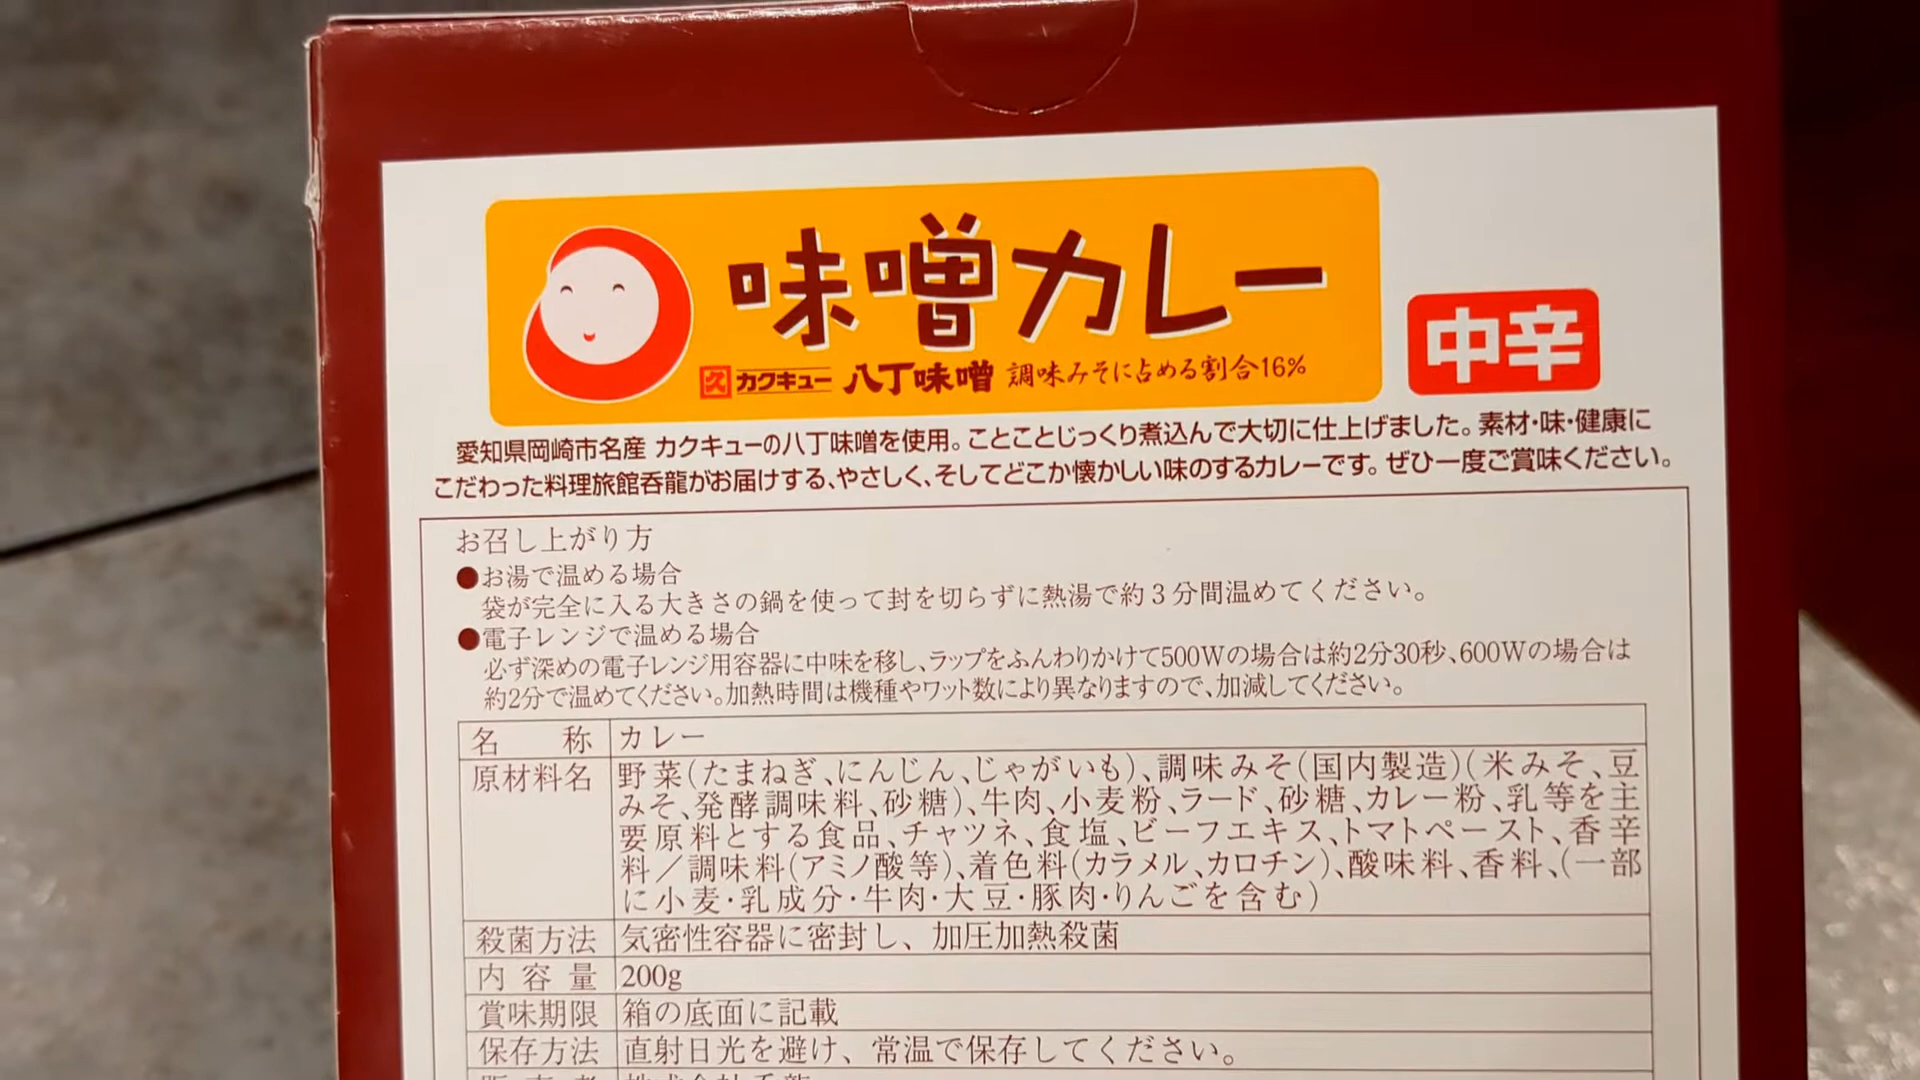 味噌カレー
中辛
久 カクキュー 八丁味噌 調味みそに占める割合16%
愛知県岡崎市名産 カクキューの八丁味噌を使用。ことことじっくり煮込んで大切に仕上げました。素材・味・健康に
こだわった料理旅館呑龍がお届けする、やさしく、そしてどこか懐かしい味のするカレーです。ぜひ一度ご賞味ください。
お召し上がり方
●お湯で温める場合
袋が完全に入る大きさの鍋を使って封を切らずに熱湯で約3分間温めてください。
●電子レンジで温める場合
必ず深めの電子レンジ用容器に中味を移し、ラップをふんわりかけて500Wの場合は約2分30秒、600Wの場合は
約2分で温めてください。加熱時間は機種やワット数により異なりますので、加減してください。
名称 カレー
原材料名 野菜(たまねぎ、にんじん、じゃがいも)、調味みそ(国内製造)(米みそ、豆
みそ、発酵調味料、砂糖)、牛肉、小麦粉、ラード、砂糖、カレー粉、乳等を主
要原料とする食品、チャツネ、食塩、ビーフエキス、トマトペースト、香辛
料/調味料(アミノ酸等)、着色料(カラメル、カロチン)、酸味料、香料、(一部
に小麦・乳成分・牛肉・大豆・豚肉・りんごを含む)
殺菌方法 気密性容器に密封し、加圧加熱殺菌
内容量 200g
賞味期限 箱の底面に記載
保存方法 直射日光を避け、常温で保存してください。